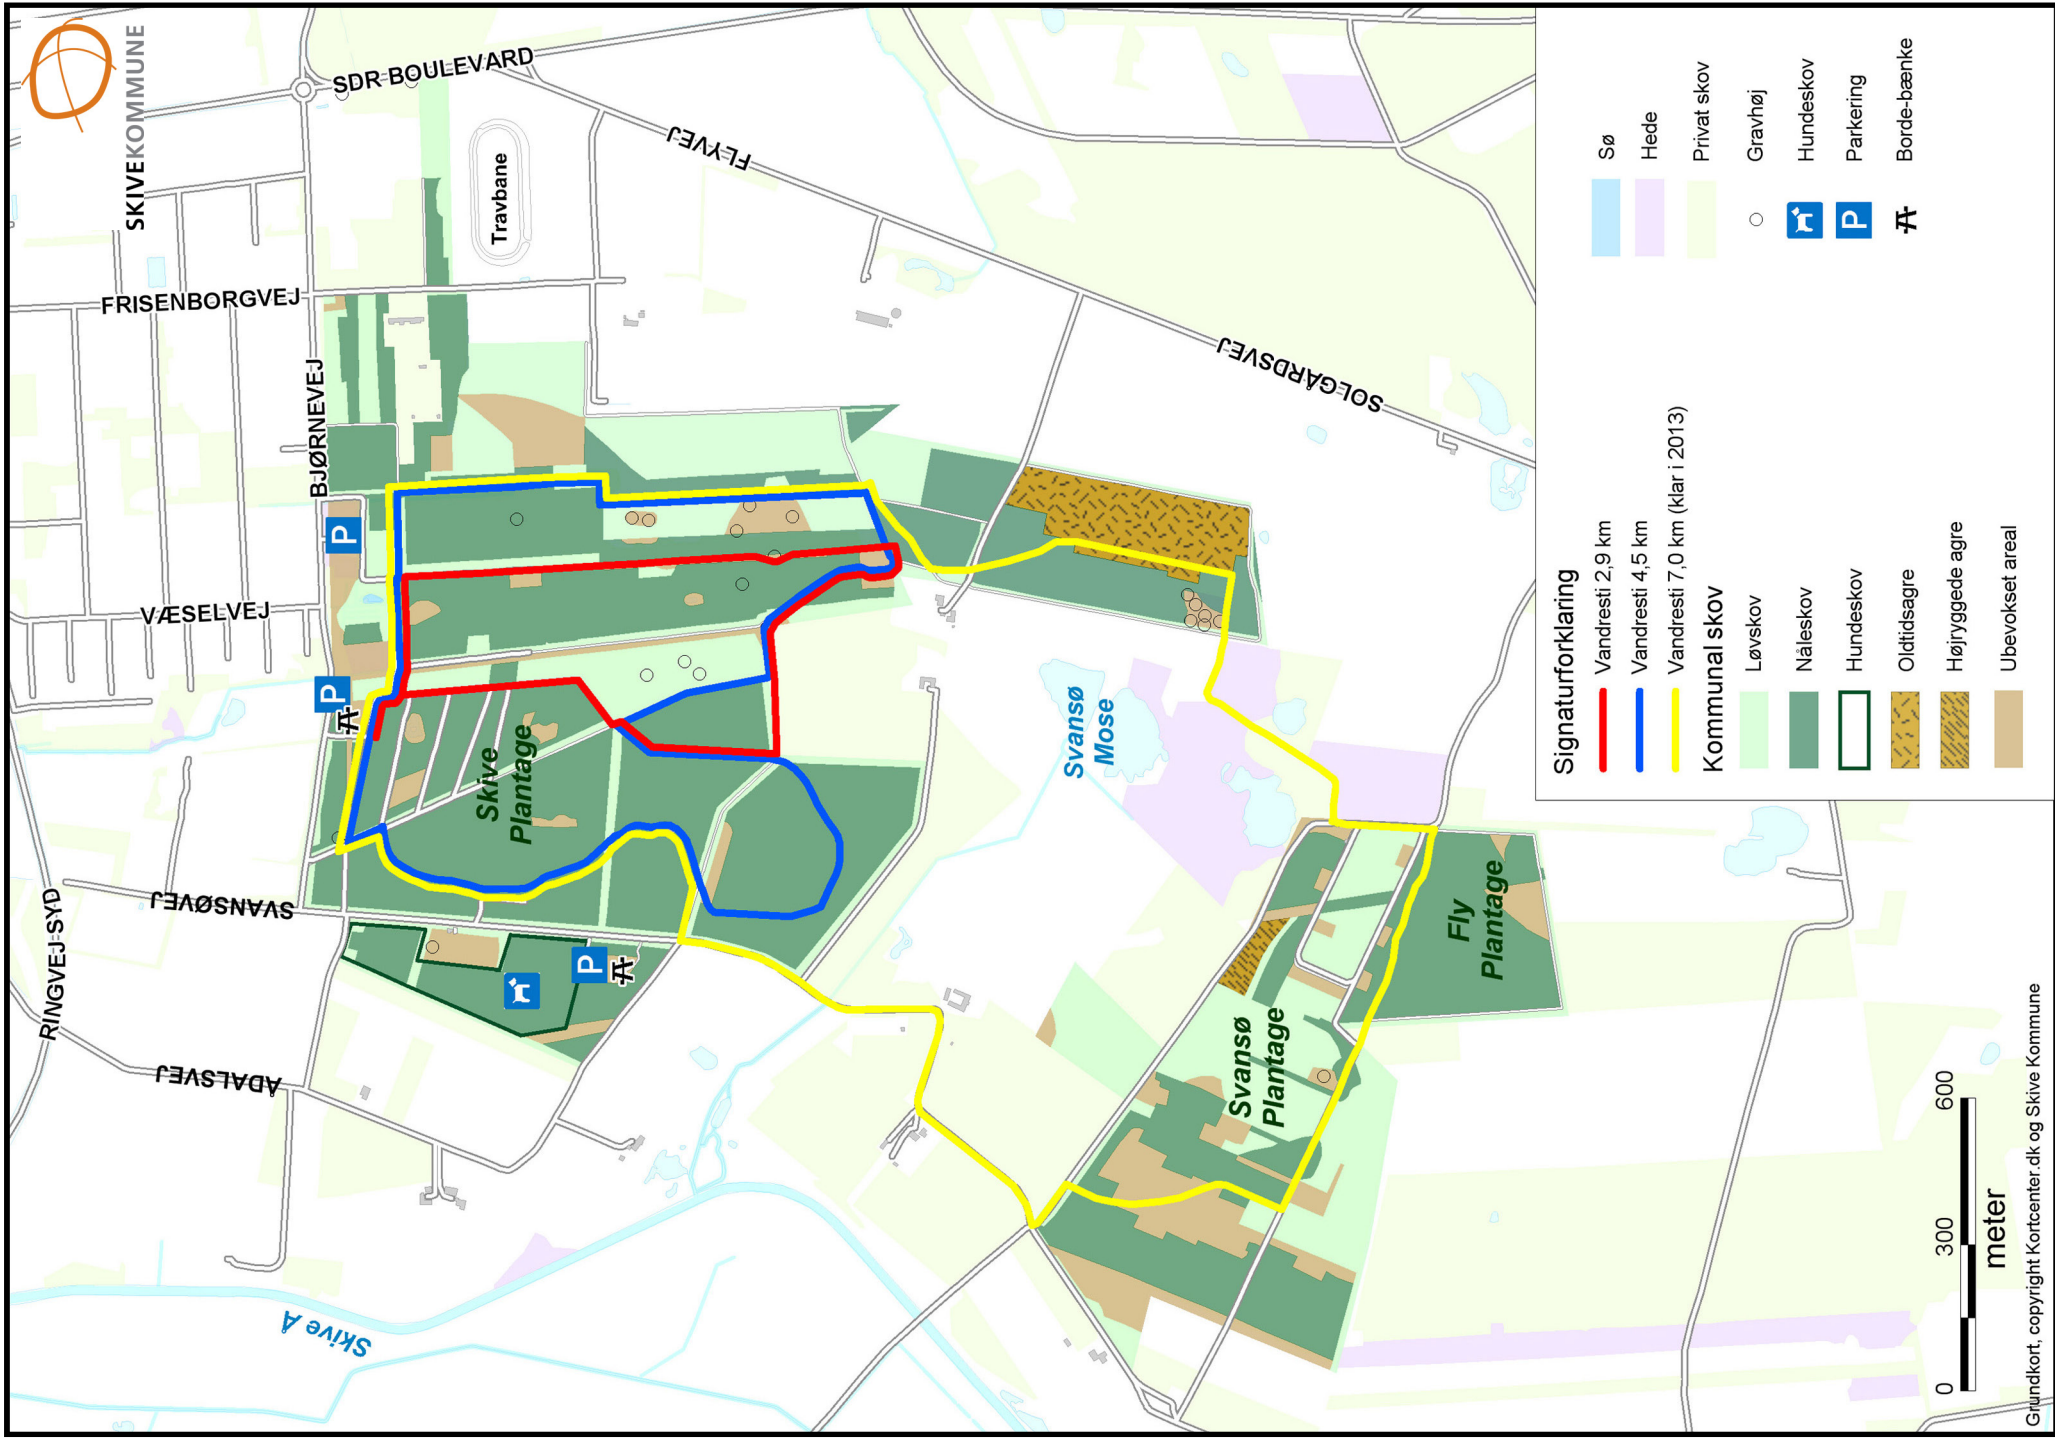 SKIVEKOMMUNE
RINGVEJ-SYD
ÅDALSVEJ
SVANSØVEJ
VÆSELVEJ
BJØRNEVEJ
FRISENBORGVEJ
SDR BOULEVARD
FLYVEJ
SOLGÅRDSVEJ
Travbane
P
P
P
Skive
Plantage
Svansø
Mose
Svansø
Plantage
Fly
Plantage
Skive Å
Signaturforklaring
Vandresti 2,9 km
Vandresti 4,5 km
Vandresti 7,0 km (klar i 2013)
Kommunal skov
Løvskov
Nåleskov
Hundeskov
Oldtidsagre
Højryggede agre
Ubevokset areal
Sø
Hede
Privat skov
Gravhøj
Hundeskov
P Parkering
Borde-bænke
0 300 600
meter
Grundkort, copyright Kortcenter.dk og Skive Kommune